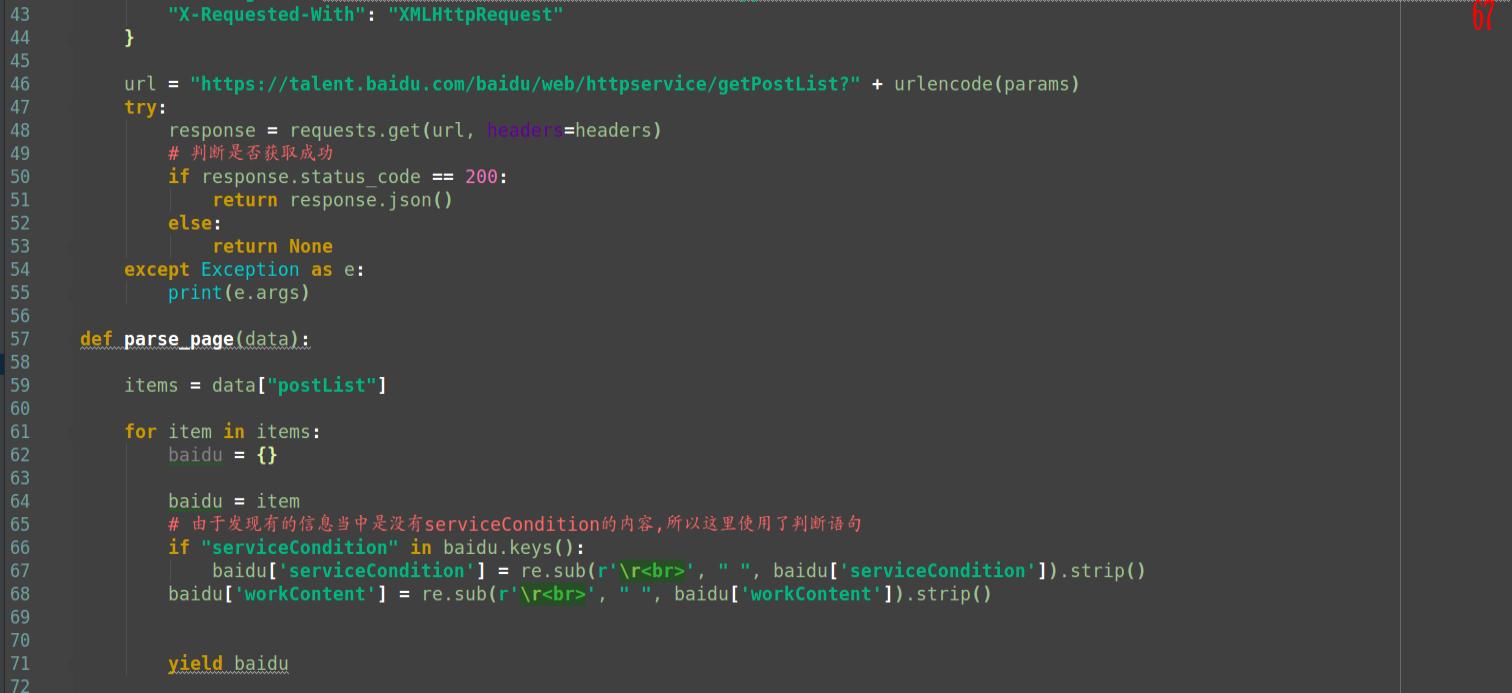 67
43 "X-Requested-With": "XMLHttpRequest"
44 }
45
46 url = "https://talent.baidu.com/baidu/web/httpservice/getPostList?" + urlencode(params)
47 try:
48 response = requests.get(url, headers=headers)
49 # 判断是否获取成功
50 if response.status_code == 200:
51 return response.json()
52 else:
53 return None
54 except Exception as e:
55 print(e.args)
56
57 def parse_page(data):
58
59 items = data["postList"]
60
61 for item in items:
62 baidu = {}
63
64 baidu = item
65 # 由于发现有的信息当中是没有serviceCondition的内容,所以这里使用了判断语句
66 if "serviceCondition" in baidu.keys():
67 baidu['serviceCondition'] = re.sub(r'\r<br>', " ", baidu['serviceCondition']).strip()
68 baidu['workContent'] = re.sub(r'\r<br>', " ", baidu['workContent']).strip()
69
70
71 yield baidu
72